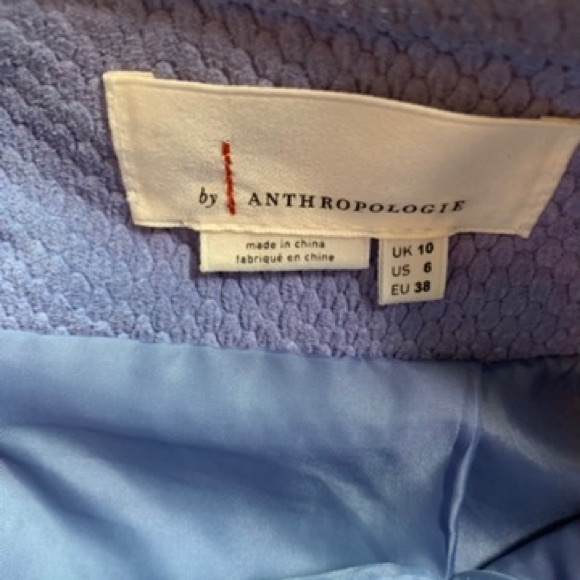 by ANTHROPOLOGIE
made in china
fabriqué en chine
UK 10
US 6
EU 38